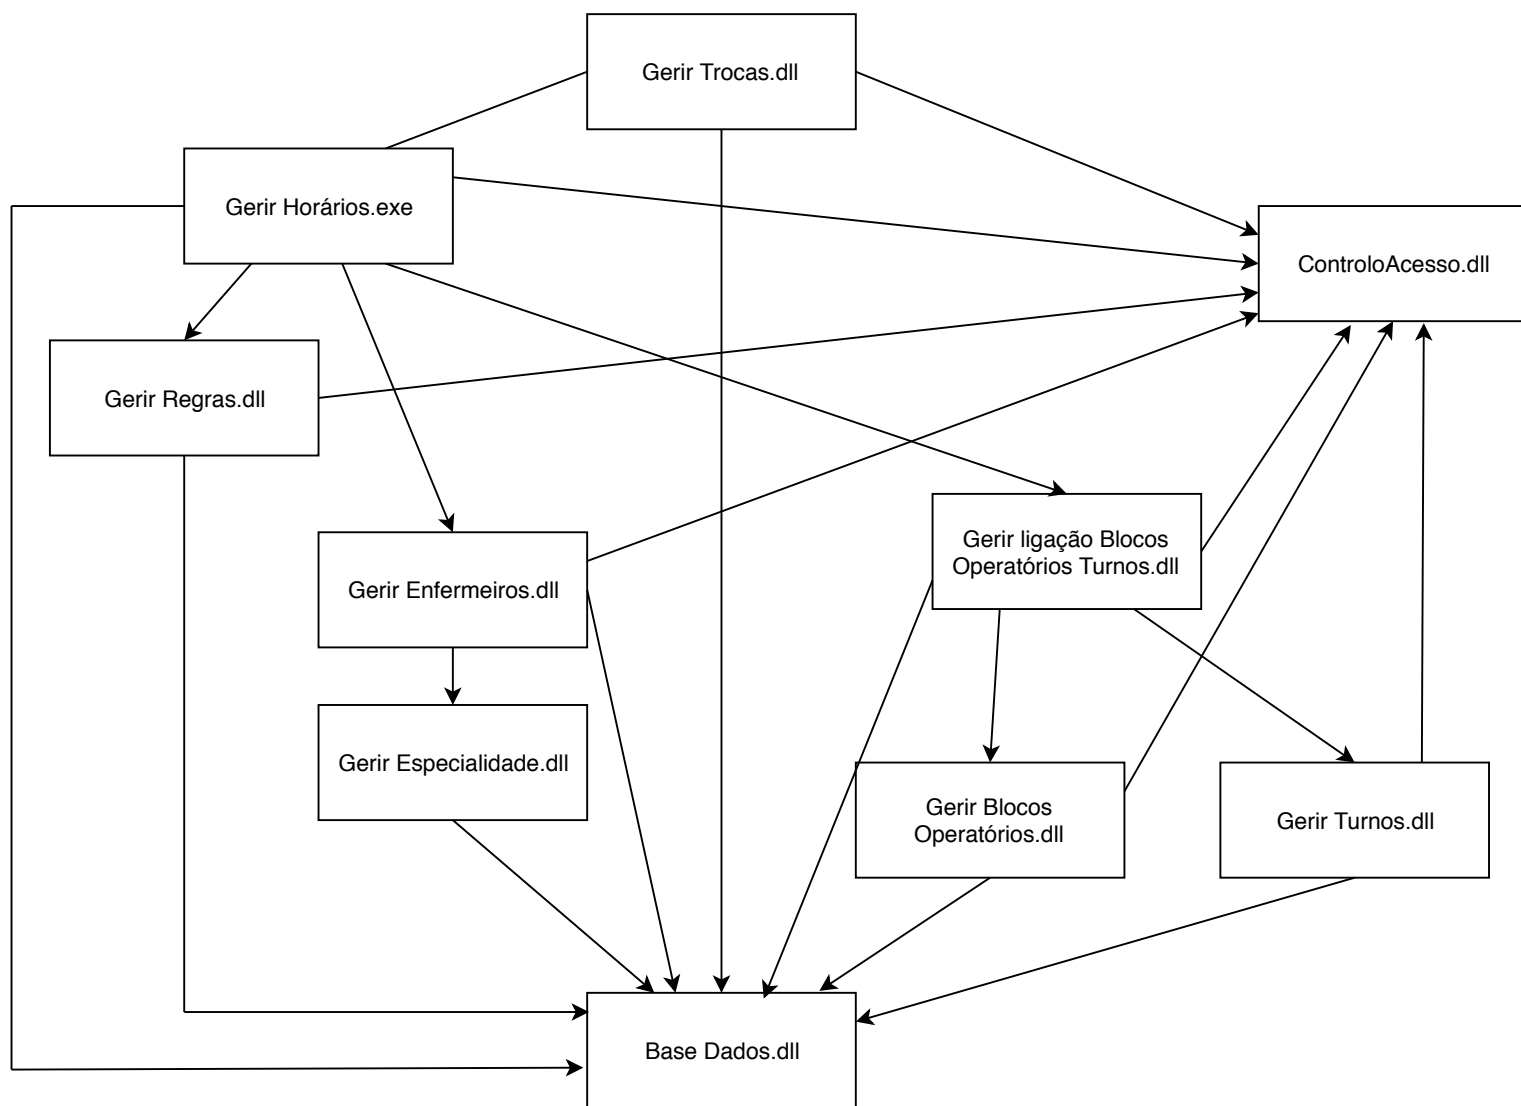 Gerir Trocas.dll
Gerir Horários.exe
ControloAcesso.dll
Gerir Regras.dll
Gerir ligação Blocos
Operatórios Turnos.dll
Gerir Enfermeiros.dll
Gerir Especialidade.dll
Gerir Blocos
Operatórios.dll
Gerir Turnos.dll
Base Dados.dll